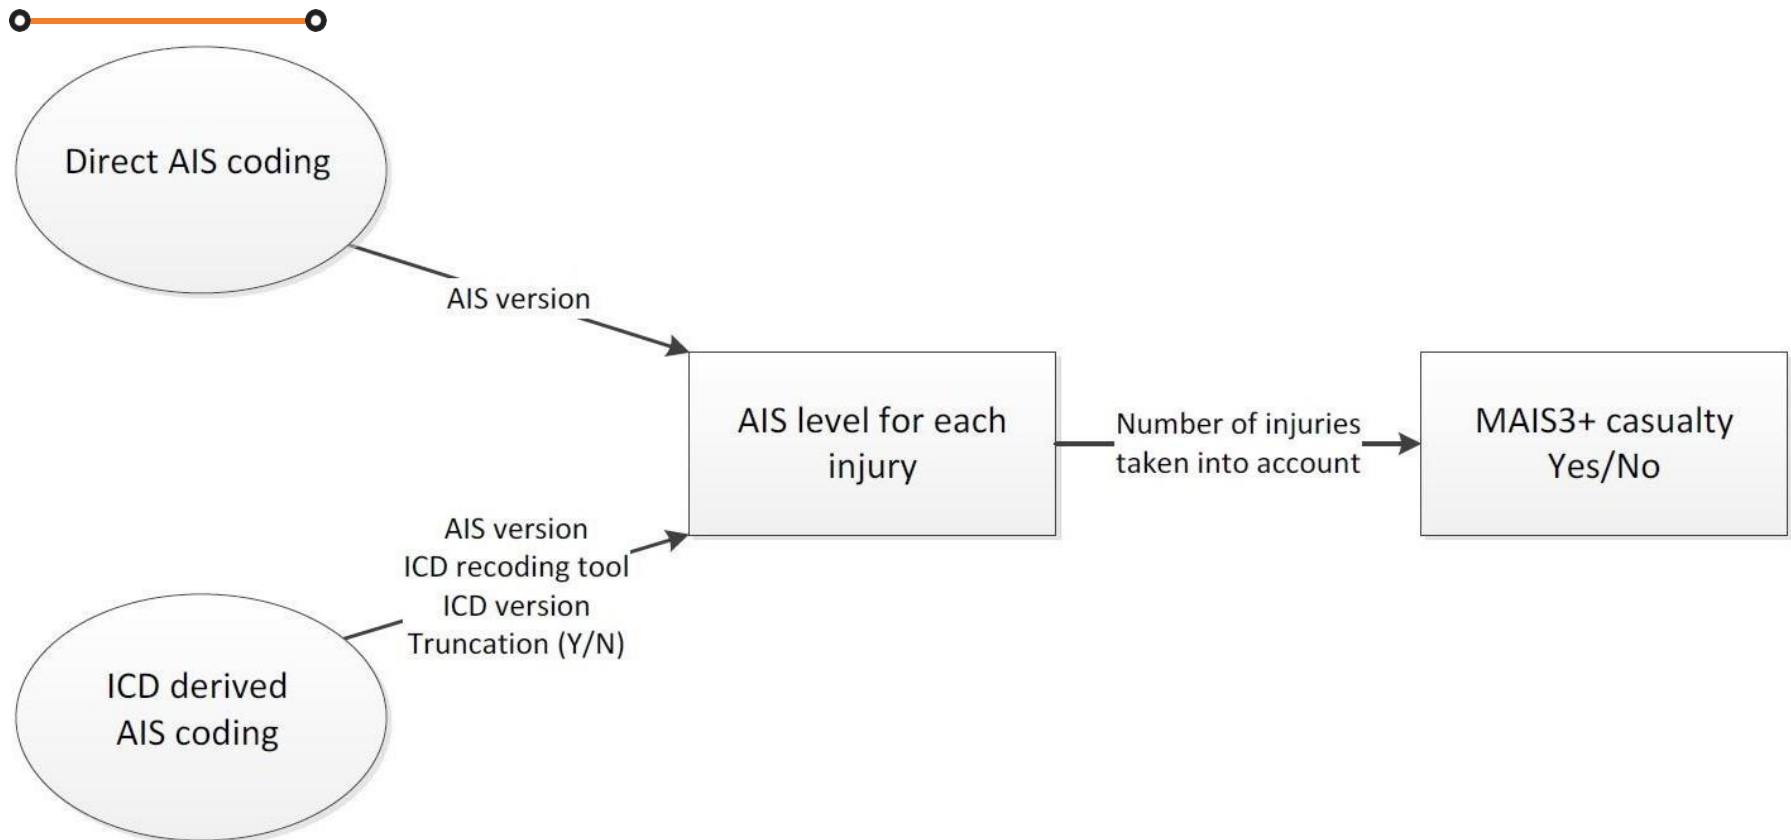 Direct AIS coding
AIS version
AIS level for each
injury
Number of injuries
taken into account
MAIS3+ casualty
Yes/No
AIS version
ICD recoding tool
ICD version
Truncation (Y/N)
ICD derived
AIS coding